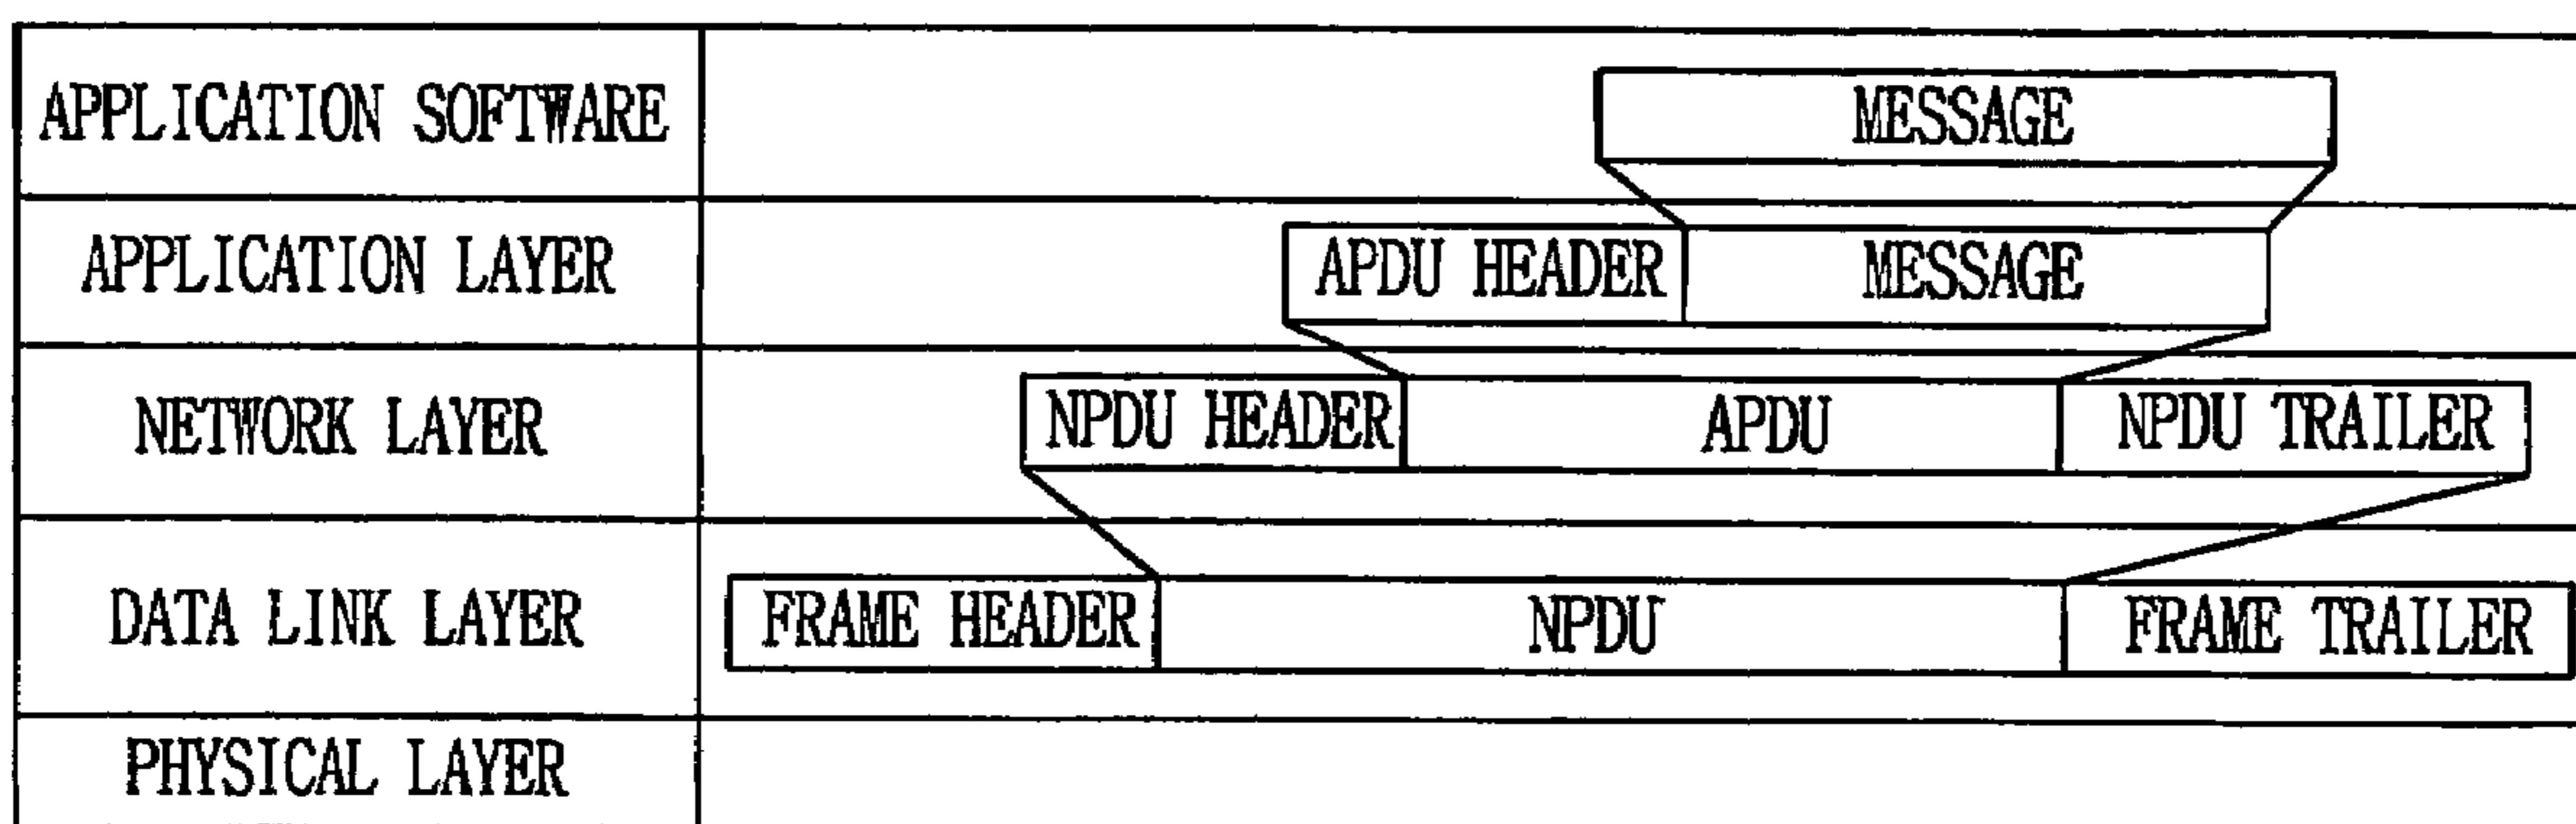 APPLICATION SOFTWARE
MESSAGE
APPLICATION LAYER
APDU HEADER
MESSAGE
NETWORK LAYER
NPDU HEADER
APDU
NPDU TRAILER
DATA LINK LAYER
FRAME HEADER
NPDU
FRAME TRAILER
PHYSICAL LAYER